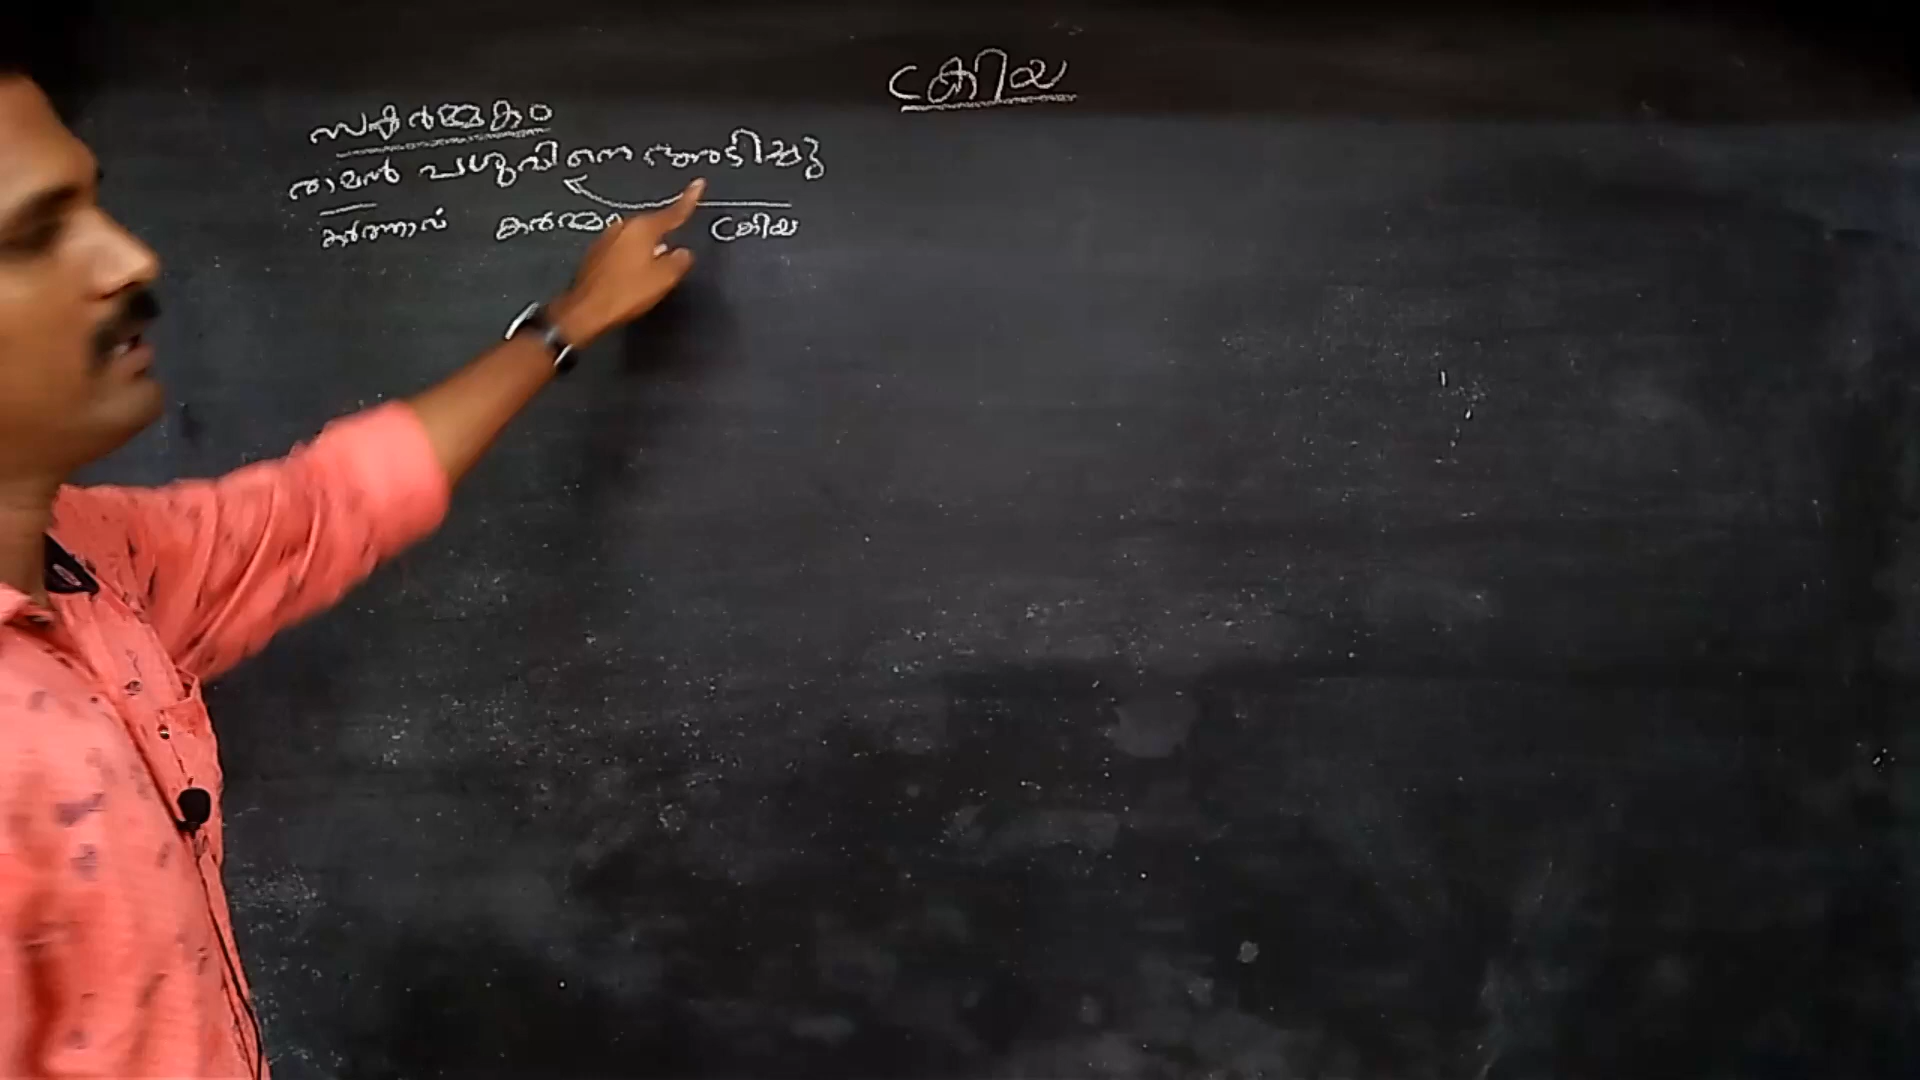 ക്രിയ
സകർമ്മകം
രാമൻ പശുവിനെ അടിച്ചു
കർത്താവ് കർമ്മം ക്രിയ